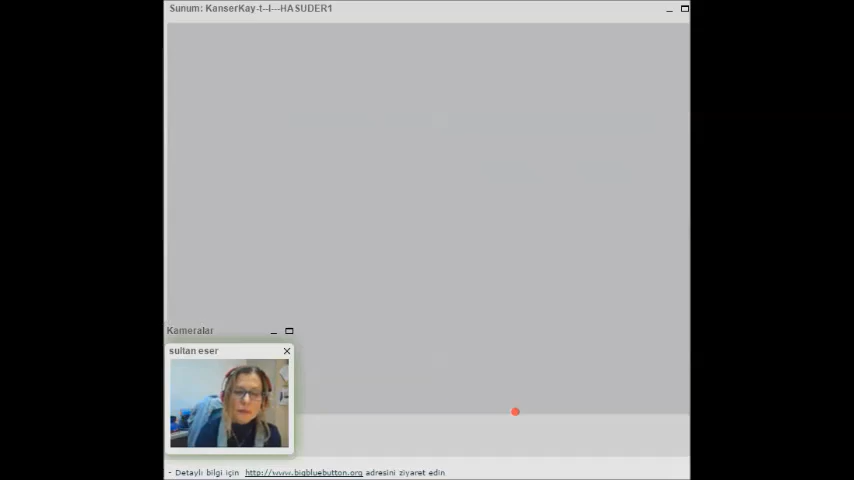 Sunum: KanserKay-t--l---HASUDER1
Kameralar
sultan eser
- Detaylı bilgi için http://www.bigbluebutton.org adresini ziyaret edin